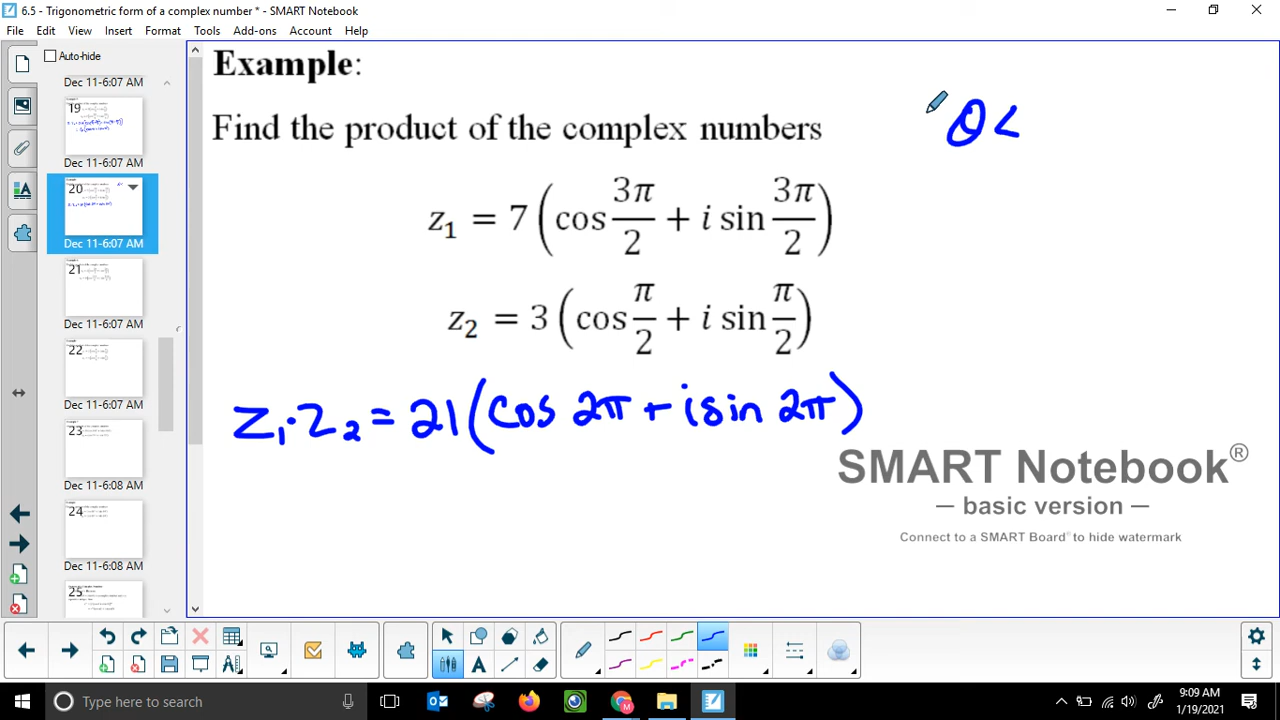 6.5 - Trigonometric form of a complex number * - SMART Notebook
File Edit View Insert Format Tools Add-ons Account Help
Auto-hide
Dec 11-6:07 AM
19
Dec 11-6:07 AM
20
Dec 11-6:07 AM
21
Dec 11-6:07 AM
22
Dec 11-6:07 AM
23
Dec 11-6:08 AM
24
Dec 11-6:08 AM
25
Example:
Find the product of the complex numbers
θ <
z₁ = 7 (cos 3π/2 + i sin 3π/2)
z₂ = 3 (cos π/2 + i sin π/2)
z₁·z₂ = 21 (cos 2π + i sin 2π)
SMART Notebook®
— basic version —
Connect to a SMART Board® to hide watermark
Type here to search
9:09 AM
1/19/2021